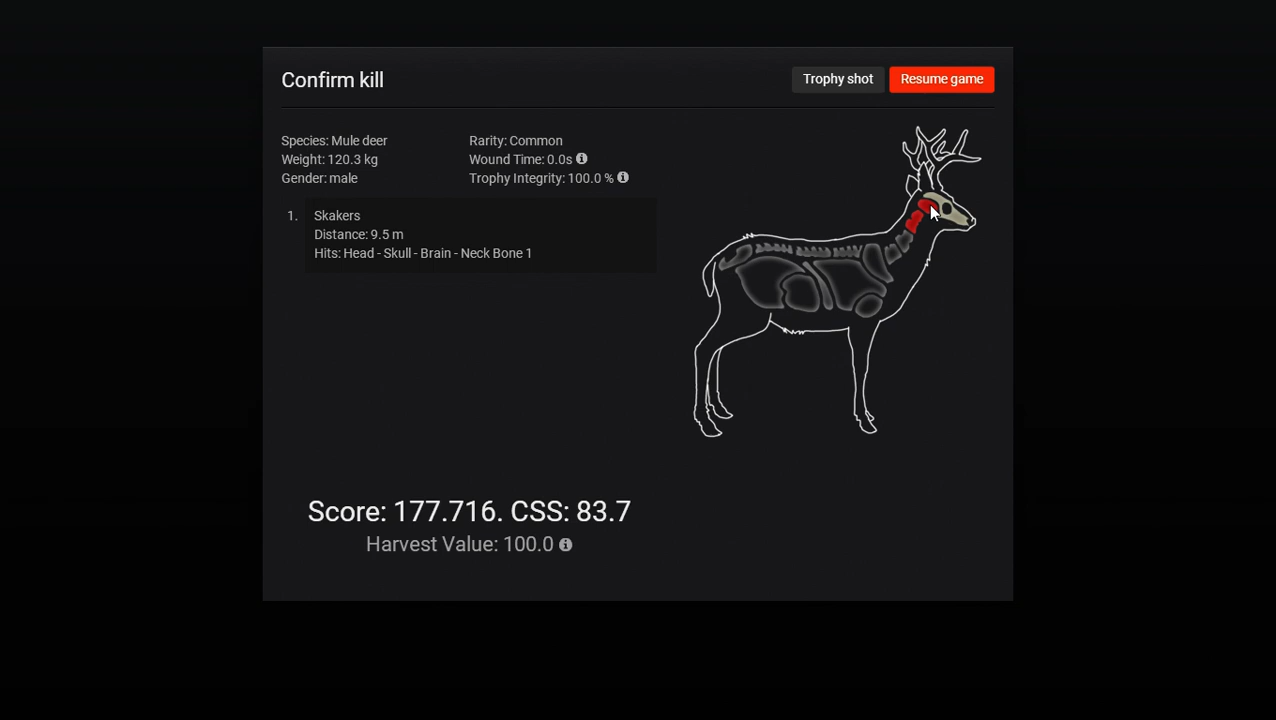 Confirm kill
Trophy shot
Resume game
Species: Mule deer
Rarity: Common
Weight: 120.3 kg
Wound Time: 0.0s
Gender: male
Trophy Integrity: 100.0 %
1.
Skakers
Distance: 9.5 m
Hits: Head - Skull - Brain - Neck Bone 1
Score: 177.716. CSS: 83.7
Harvest Value: 100.0